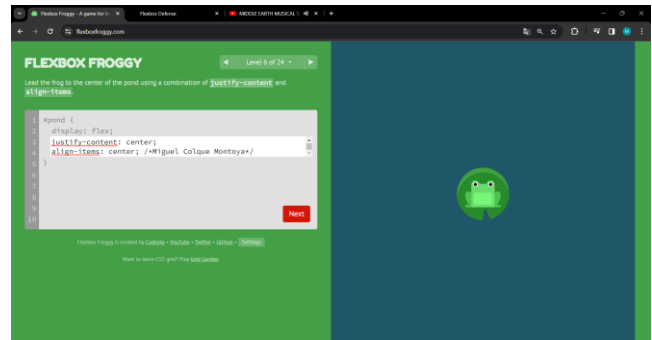 Flexbox Froggy - A game for le
Flexbox Defense
MIDDLE EARTH MUSICAL
flexboxfroggy.com
FLEXBOX FROGGY
Level 6 of 24
Lead the frog to the center of the pond using a combination of justify-content and
align-items.
1 #pond {
2 display: flex;
3 justify-content: center;
4 align-items: center; /*Miguel Colque Montoya*/
5 }
6
7
8
9
10
Next
Flexbox Froggy is created by Codepip • YouTube • Twitter • GitHub • Settings
Want to learn CSS grid? Play Grid Garden.